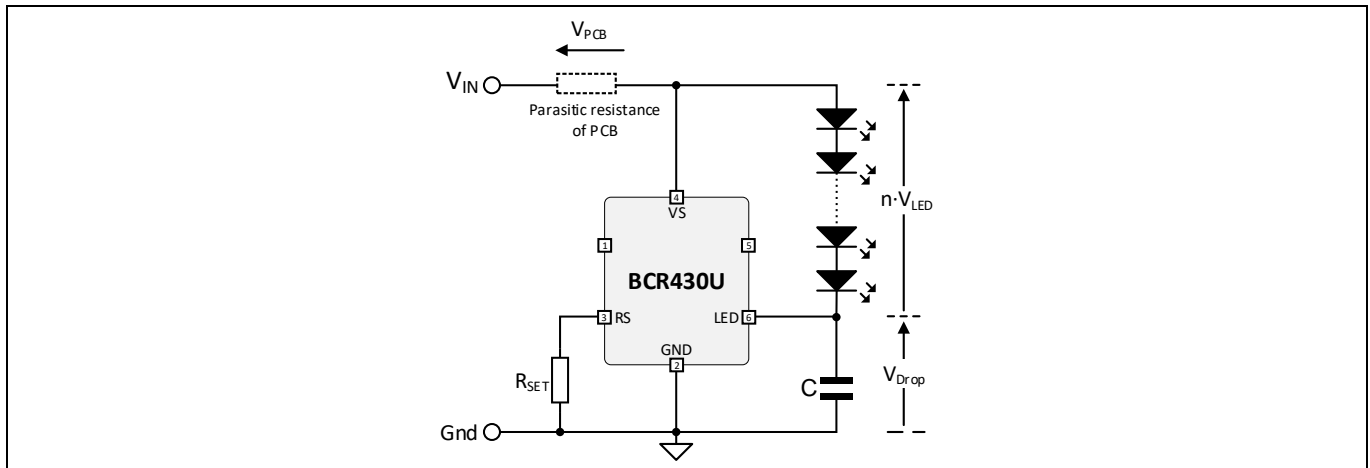 V_PCB
V_IN
Parasitic resistance
of PCB
4
VS
n·V_LED
1
5
BCR430U
3 RS
LED 6
GND
2
R_SET
C
V_Drop
Gnd